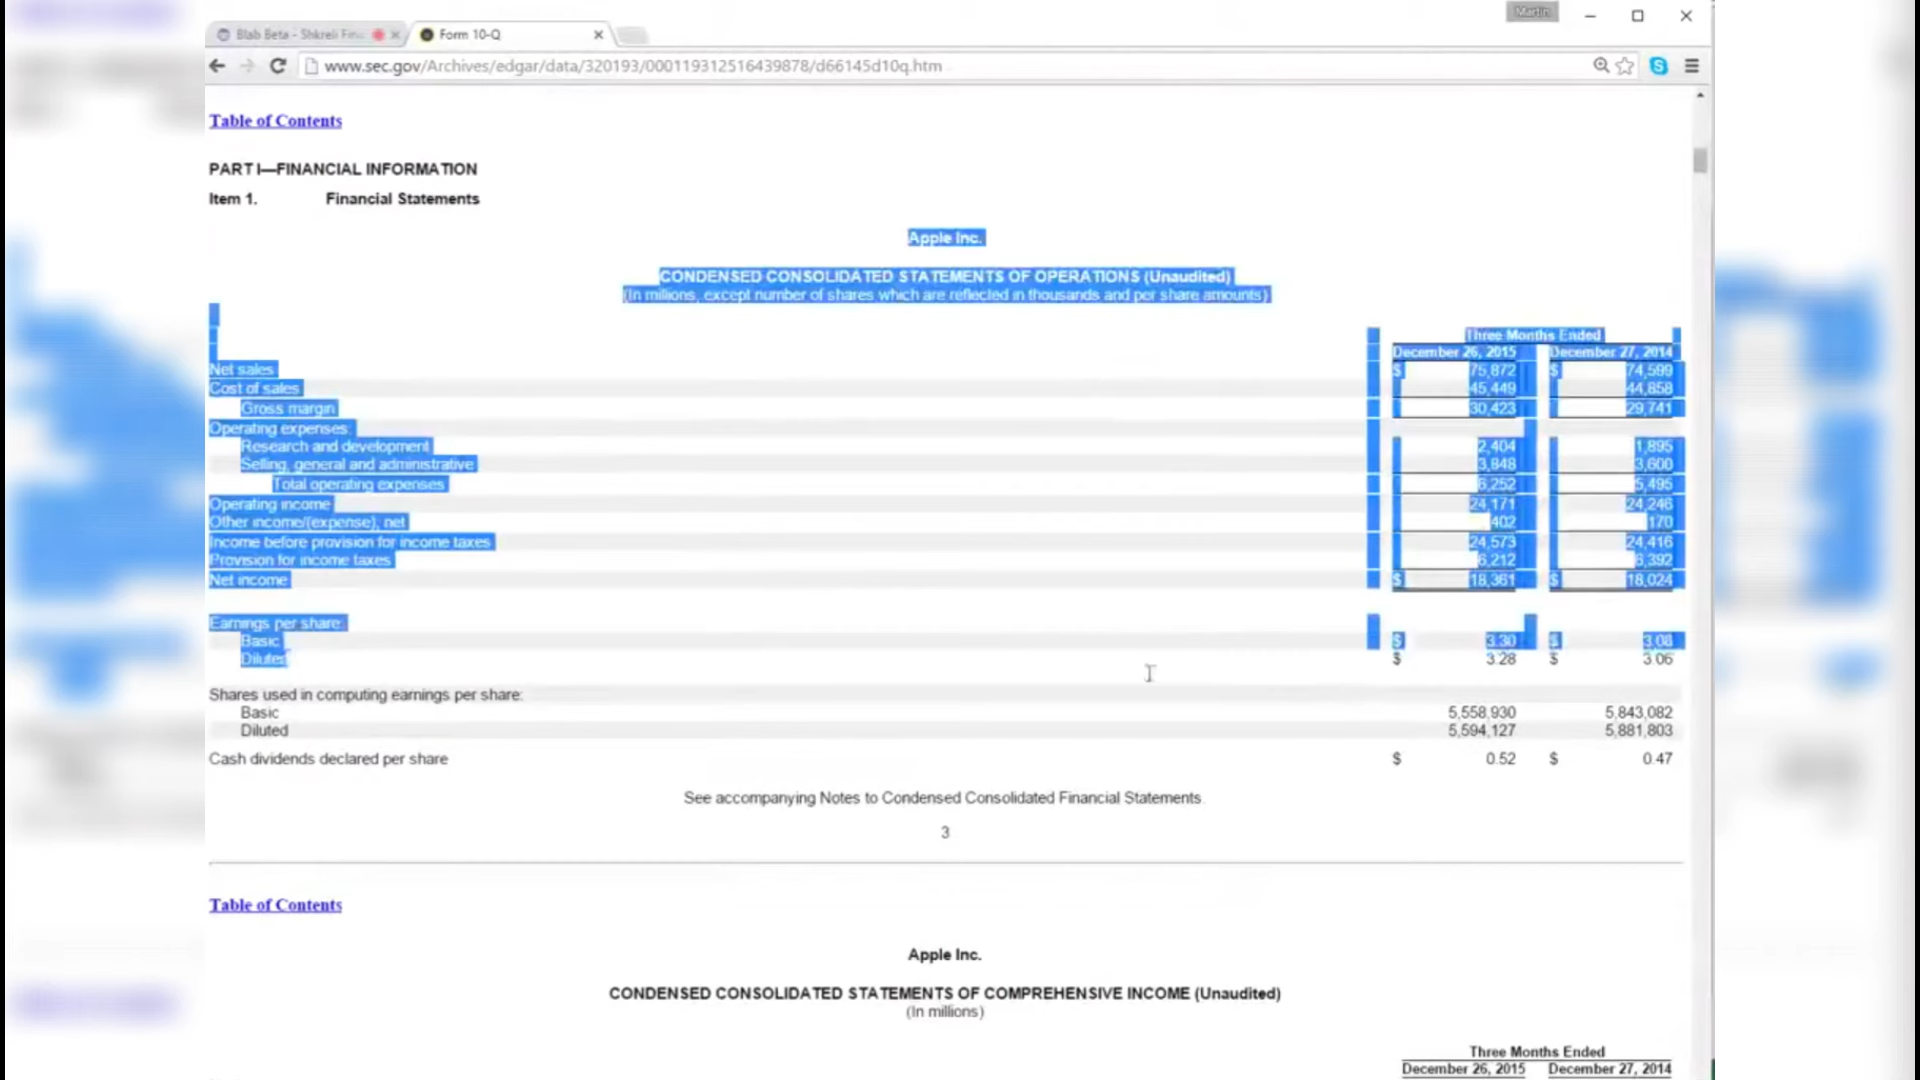 Martin
Blab Beta - Shkreli Fin
Form 10-Q
www.sec.gov/Archives/edgar/data/320193/000119312516439878/d66145d10q.htm
Table of Contents
PART I—FINANCIAL INFORMATION
Item 1. Financial Statements
Apple Inc.
CONDENSED CONSOLIDATED STATEMENTS OF OPERATIONS (Unaudited)
(In millions, except number of shares which are reflected in thousands and per share amounts)
Three Months Ended
December 26, 2015 December 27, 2014
Net sales $ 75,872 $ 74,599
Cost of sales 45,449 44,858
Gross margin 30,423 29,741
Operating expenses:
Research and development 2,404 1,895
Selling, general and administrative 3,848 3,600
Total operating expenses 6,252 5,495
Operating income 24,171 24,246
Other income/(expense), net 402 170
Income before provision for income taxes 24,573 24,416
Provision for income taxes 6,212 6,392
Net income $ 18,361 $ 18,024
Earnings per share:
Basic $ 3.30 $ 3.08
Diluted $ 3.28 $ 3.06
Shares used in computing earnings per share:
Basic 5,558,930 5,843,082
Diluted 5,594,127 5,881,803
Cash dividends declared per share $ 0.52 $ 0.47
See accompanying Notes to Condensed Consolidated Financial Statements.
3
Table of Contents
Apple Inc.
CONDENSED CONSOLIDATED STATEMENTS OF COMPREHENSIVE INCOME (Unaudited)
(In millions)
Three Months Ended
December 26, 2015 December 27, 2014